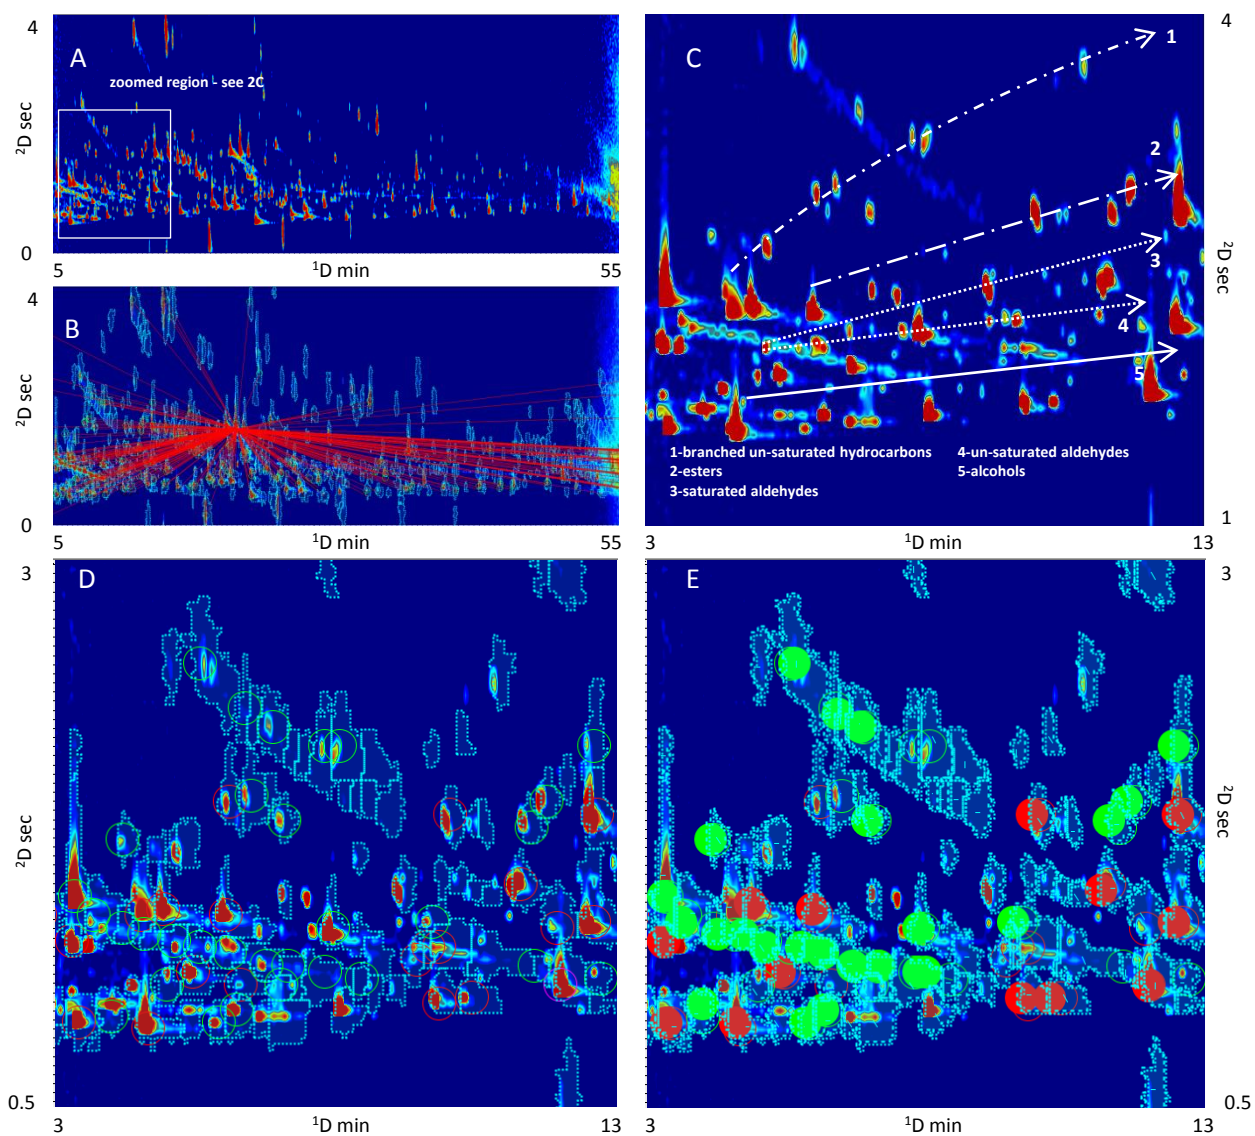 4
A
zoomed region - see 2C
²D sec
0
5
¹D min
55
4
B
²D sec
0
5
¹D min
55
C
4
1
2
3
4
5
²D sec
1-branched un-saturated hydrocarbons
2-esters
3-saturated aldehydes
4-un-saturated aldehydes
5-alcohols
1
3
¹D min
13
3
D
²D sec
0.5
3
¹D min
13
E
3
²D sec
0.5
3
¹D min
13